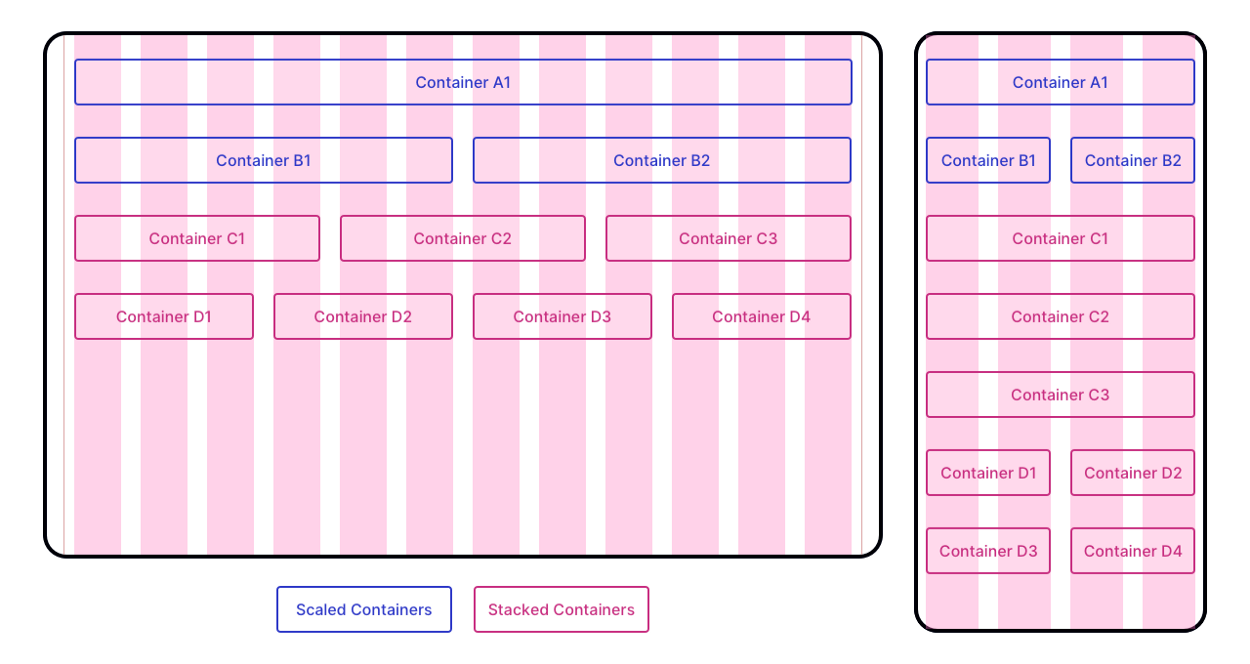 Container A1
Container B1
Container B2
Container C1
Container C2
Container C3
Container D1
Container D2
Container D3
Container D4
Scaled Containers
Stacked Containers
Container A1
Container B1
Container B2
Container C1
Container C2
Container C3
Container D1
Container D2
Container D3
Container D4